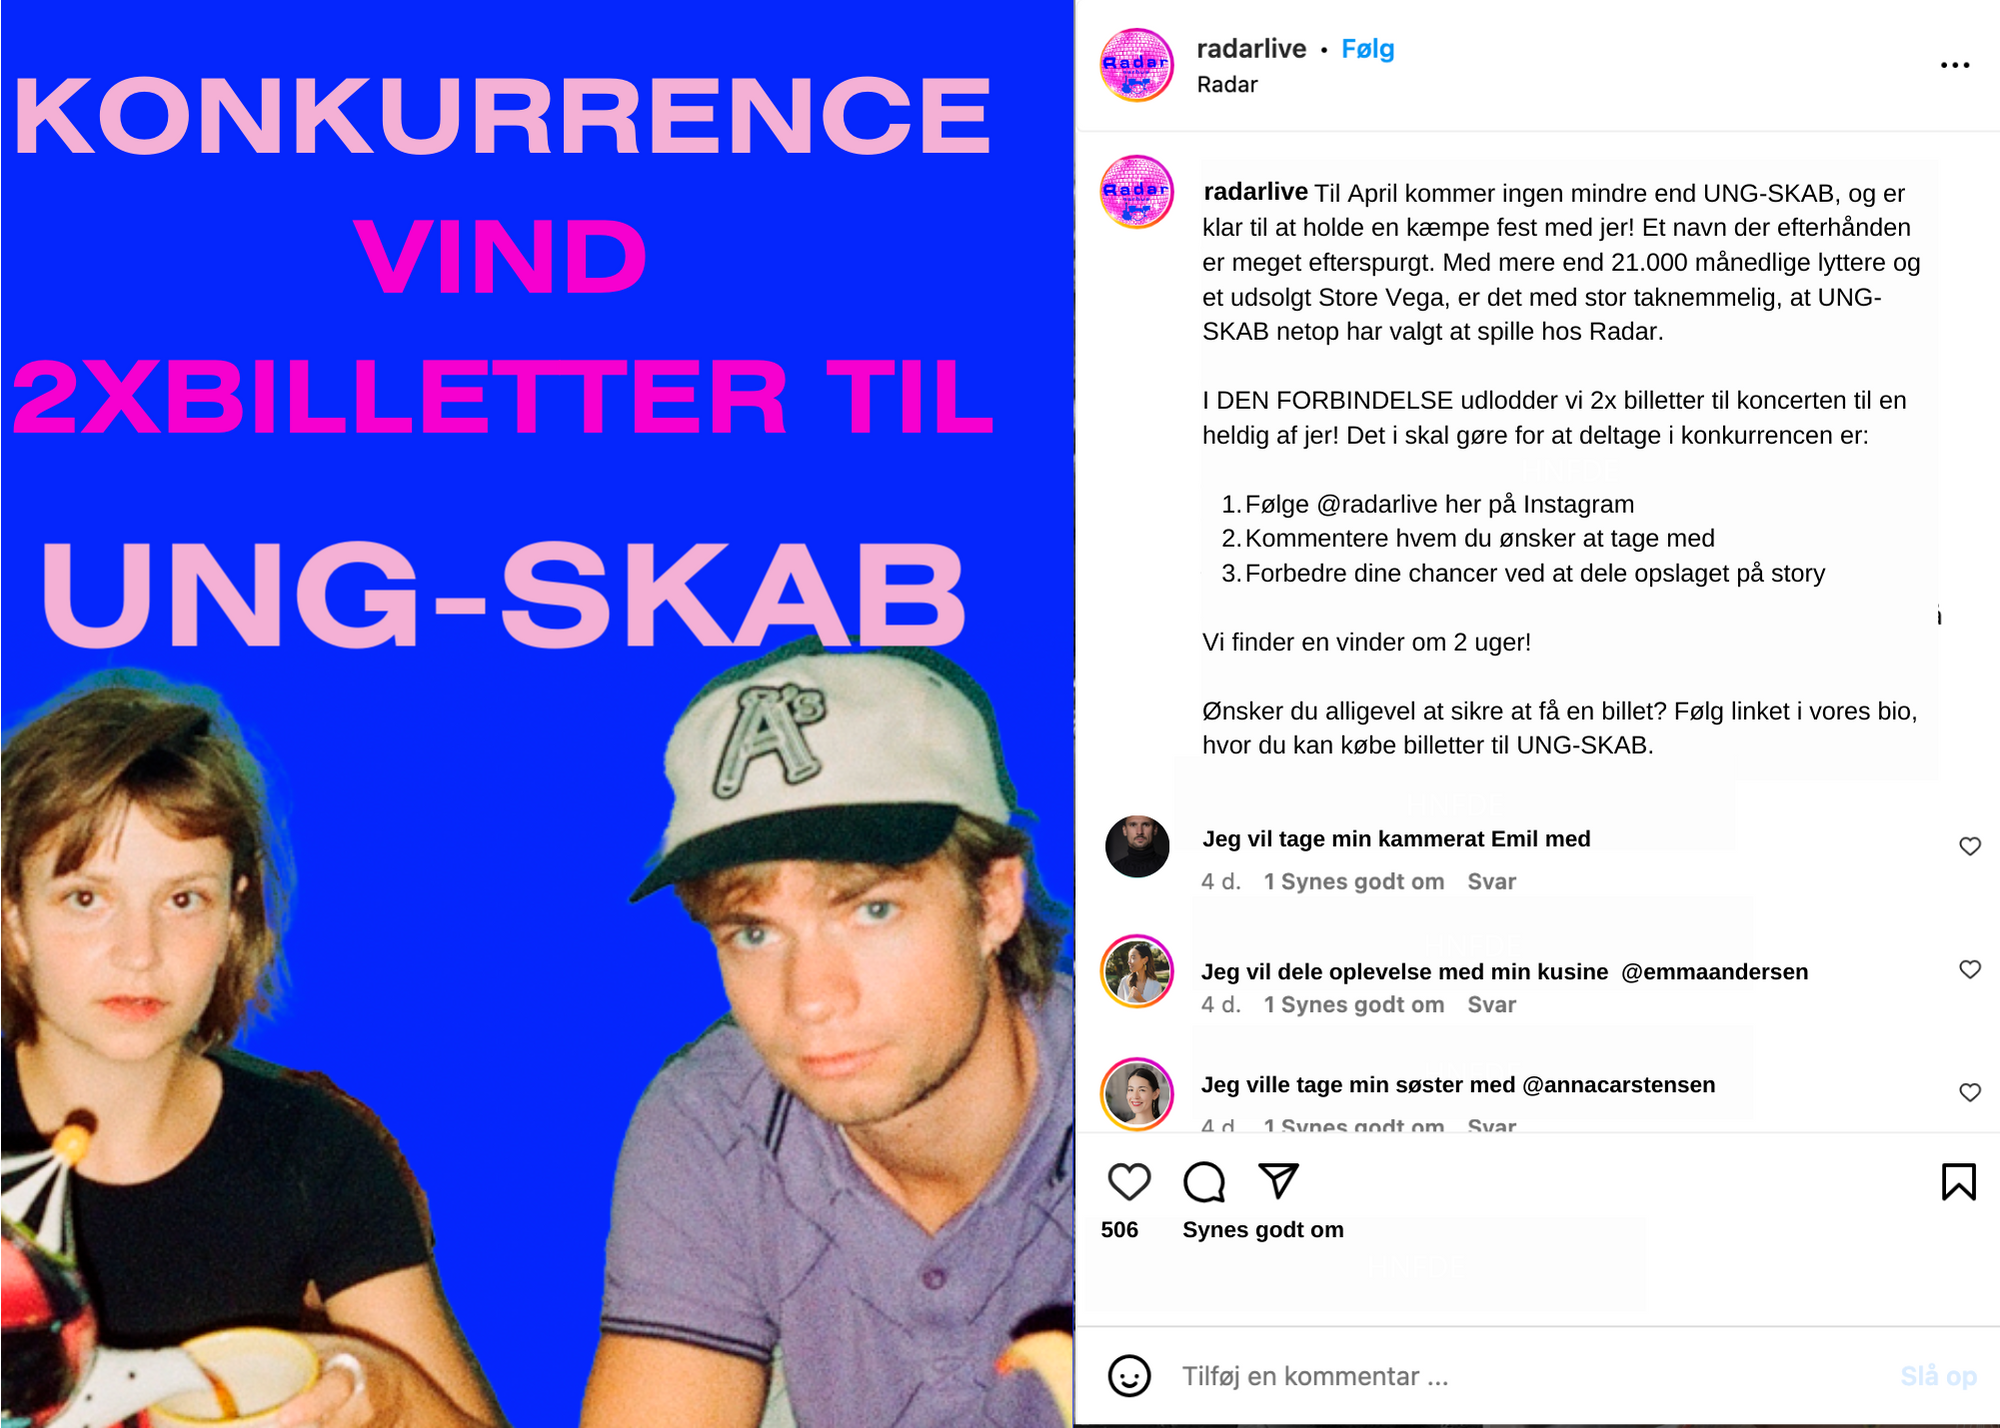 KONKURRENCE
VIND
2XBILLETTER TIL
UNG-SKAB
A's
radarlive • Følg
Radar
Radar
Radar
radarlive Til April kommer ingen mindre end UNG-SKAB, og er
klar til at holde en kæmpe fest med jer! Et navn der efterhånden
er meget efterspurgt. Med mere end 21.000 månedlige lyttere og
et udsolgt Store Vega, er det med stor taknemmelig, at UNG-
SKAB netop har valgt at spille hos Radar.
I DEN FORBINDELSE udlodder vi 2x billetter til koncerten til en
heldig af jer! Det i skal gøre for at deltage i konkurrencen er:
1. Følge @radarlive her på Instagram
2. Kommentere hvem du ønsker at tage med
3. Forbedre dine chancer ved at dele opslaget på story
Vi finder en vinder om 2 uger!
Ønsker du alligevel at sikre at få en billet? Følg linket i vores bio,
hvor du kan købe billetter til UNG-SKAB.
Jeg vil tage min kammerat Emil med
4 d. 1 Synes godt om Svar
Jeg vil dele oplevelse med min kusine @emmaandersen
4 d. 1 Synes godt om Svar
Jeg ville tage min søster med @annacarstensen
4 d. 1 Synes godt om Svar
506 Synes godt om
Tilføj en kommentar ...
Slå op